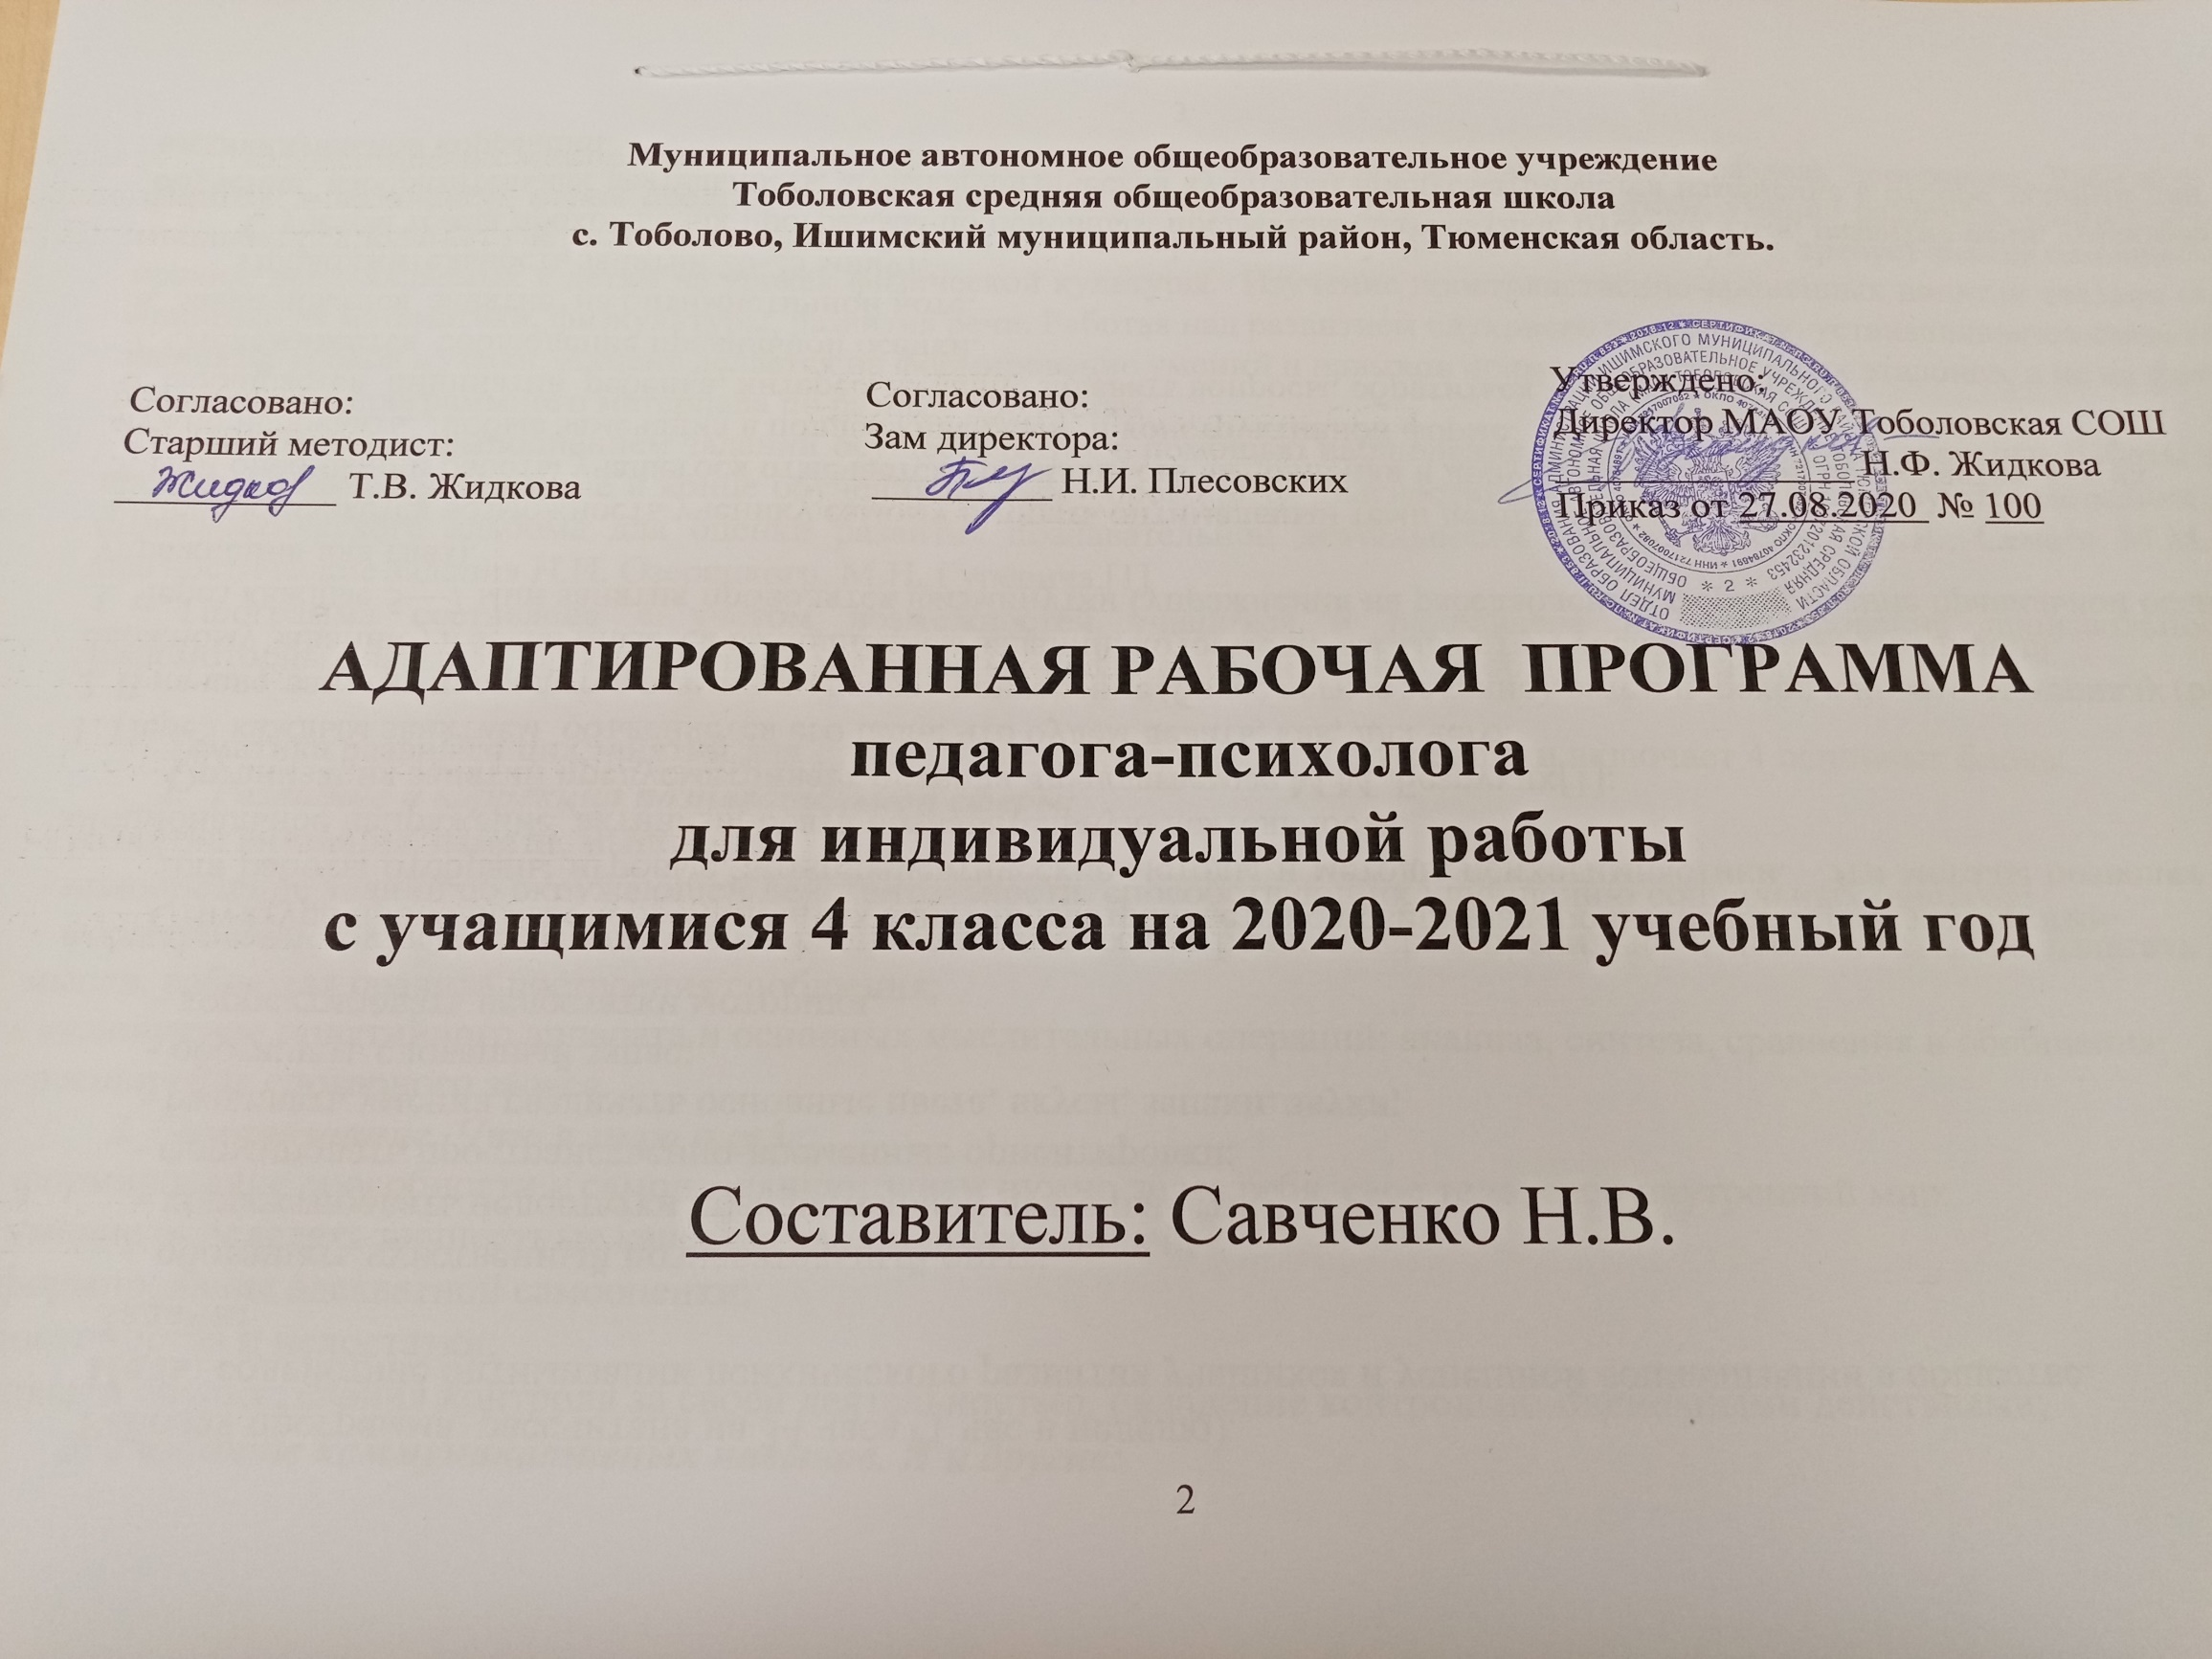 Муниципальное автономное общеобразовательное учреждение
Тоболовская средняя общеобразовательная школа
с. Тоболово, Ишимский муниципальный район, Тюменская область.
Согласовано:
Старший методист:
Т.В. Жидкова
Согласовано:
Зам директора:
Н.И. Плесовских
Утверждено:
Директор МАОУ Тоболовская СОШ
Н.Ф. Жидкова
Приказ от 27.08.2020 № 100
АДАПТИРОВАННАЯ РАБОЧАЯ ПРОГРАММА
педагога-психолога
для индивидуальной работы
с учащимися 4 класса на 2020-2021 учебный год
Составитель: Савченко Н.В.
2